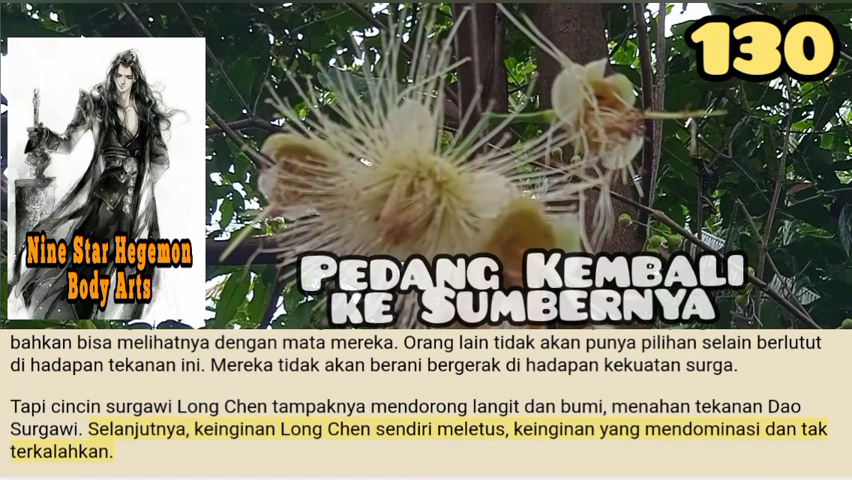 130
Nine Star Hegemon
Body Arts
Pedang Kembali
ke Sumbernya
bahkan bisa melihatnya dengan mata mereka. Orang lain tidak akan punya pilihan selain berlutut
di hadapan tekanan ini. Mereka tidak akan berani bergerak di hadapan kekuatan surga.
Tapi cincin surgawi Long Chen tampaknya mendorong langit dan bumi, menahan tekanan Dao
Surgawi. Selanjutnya, keinginan Long Chen sendiri meletus, keinginan yang mendominasi dan tak
terkalahkan.